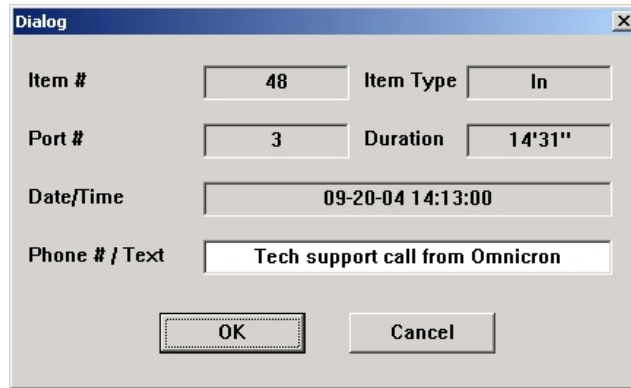 Dialog
Item # 48 Item Type In
Port # 3 Duration 14'31"
Date/Time 09-20-04 14:13:00
Phone # / Text Tech support call from Omnicron
OK Cancel